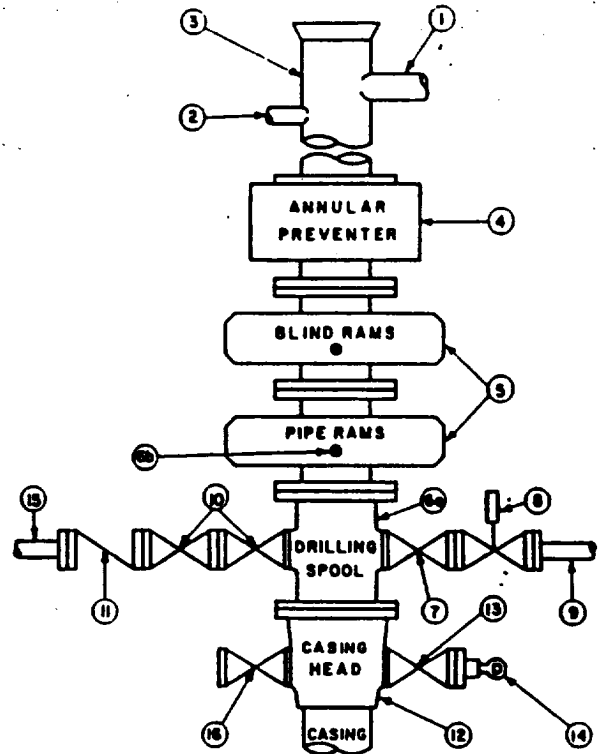 3
1
2
ANNULAR
PREVENTER
4
BLIND RAMS
5
PIPE RAMS
6b
6a
8
15
10
DRILLING
SPOOL
11
7
9
13
CASING
HEAD
16
12
14
CASING